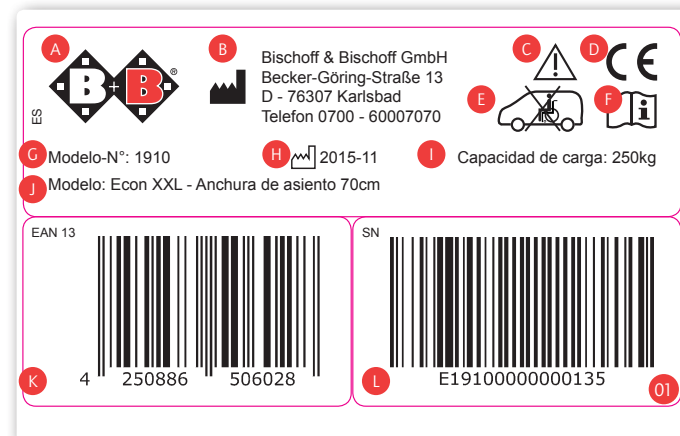 A
B+B®
ES
B
Bischoff & Bischoff GmbH
Becker-Göring-Straße 13
D - 76307 Karlsbad
Telefon 0700 - 60007070
C
D
CE
E
F
i
G Modelo-N°: 1910
H 2015-11
I Capacidad de carga: 250kg
J Modelo: Econ XXL - Anchura de asiento 70cm
EAN 13
K
4 250886 506028
SN
L
E19100000000135
01